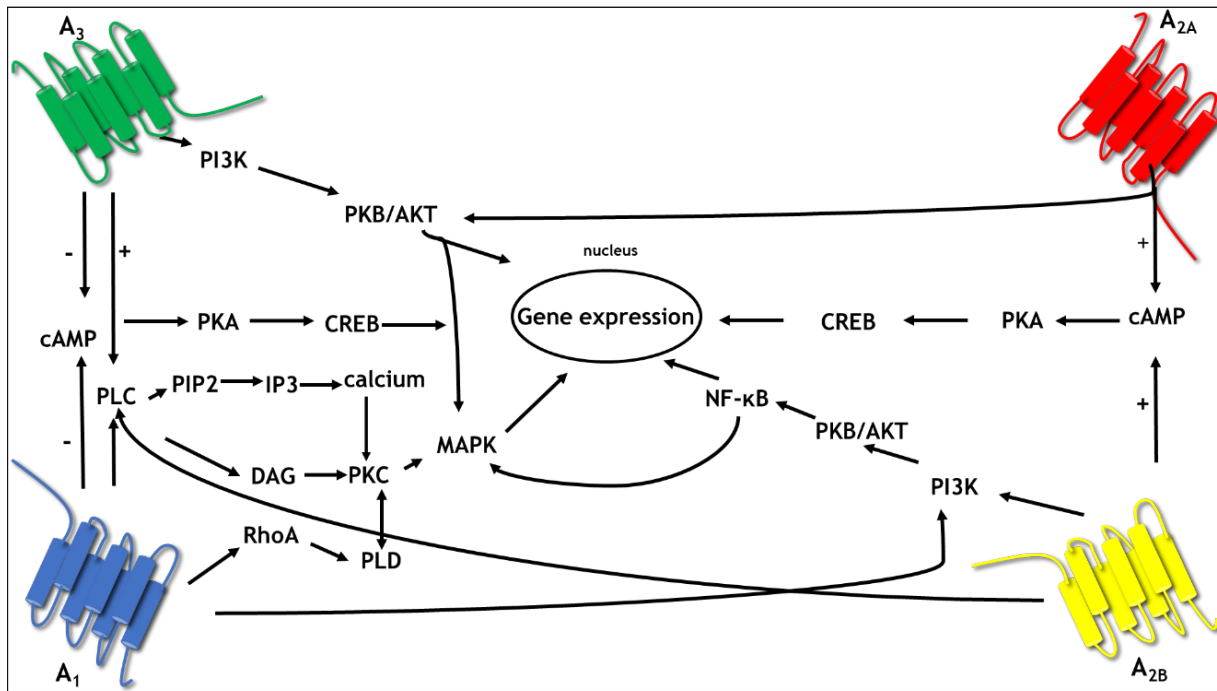 A3
A2A
PI3K
PKB/AKT
nucleus
- +
+
cAMP
PKA
CREB
Gene expression
CREB
PKA
cAMP
PLC
PIP2
IP3
calcium
NF-κB
+
-
MAPK
PKB/AKT
DAG
PKC
PI3K
RhoA
PLD
A1
A2B